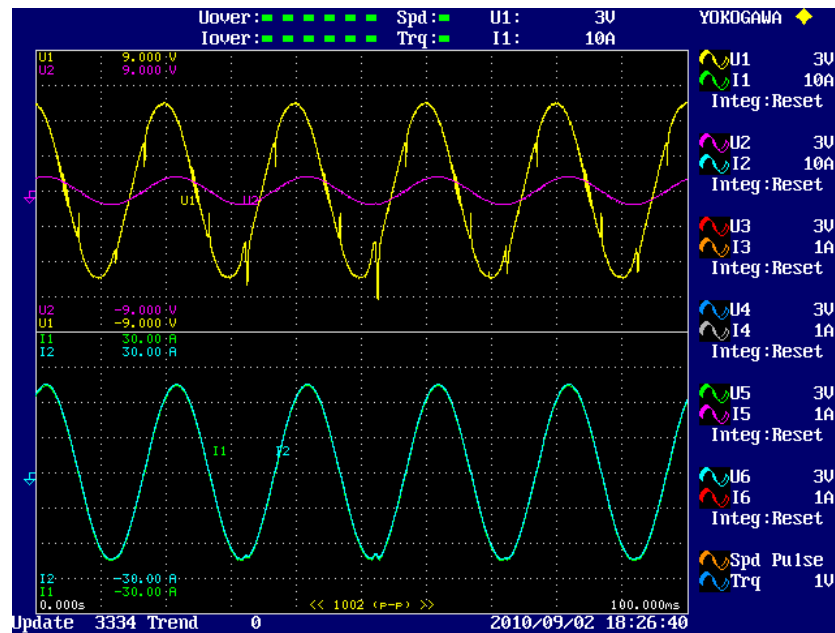 Uover: Spd: U1: 3V YOKOGAWA
Iover: Trq: I1: 10A
U1 9.000 V
U2 9.000 V
U1 U2
U2 -9.000 V
U1 -9.000 V
I1 30.00 A
I2 30.00 A
I1 I2
I2 -30.00 A
I1 -30.00 A
0.000s << 1002 (p-p) >> 100.000ms
Update 3334 Trend 0 2010/09/02 18:26:40
U1 3V
I1 10A
Integ:Reset
U2 3V
I2 10A
Integ:Reset
U3 3V
I3 1A
Integ:Reset
U4 3V
I4 1A
Integ:Reset
U5 3V
I5 1A
Integ:Reset
U6 3V
I6 1A
Integ:Reset
Spd Pulse
Trq 1V